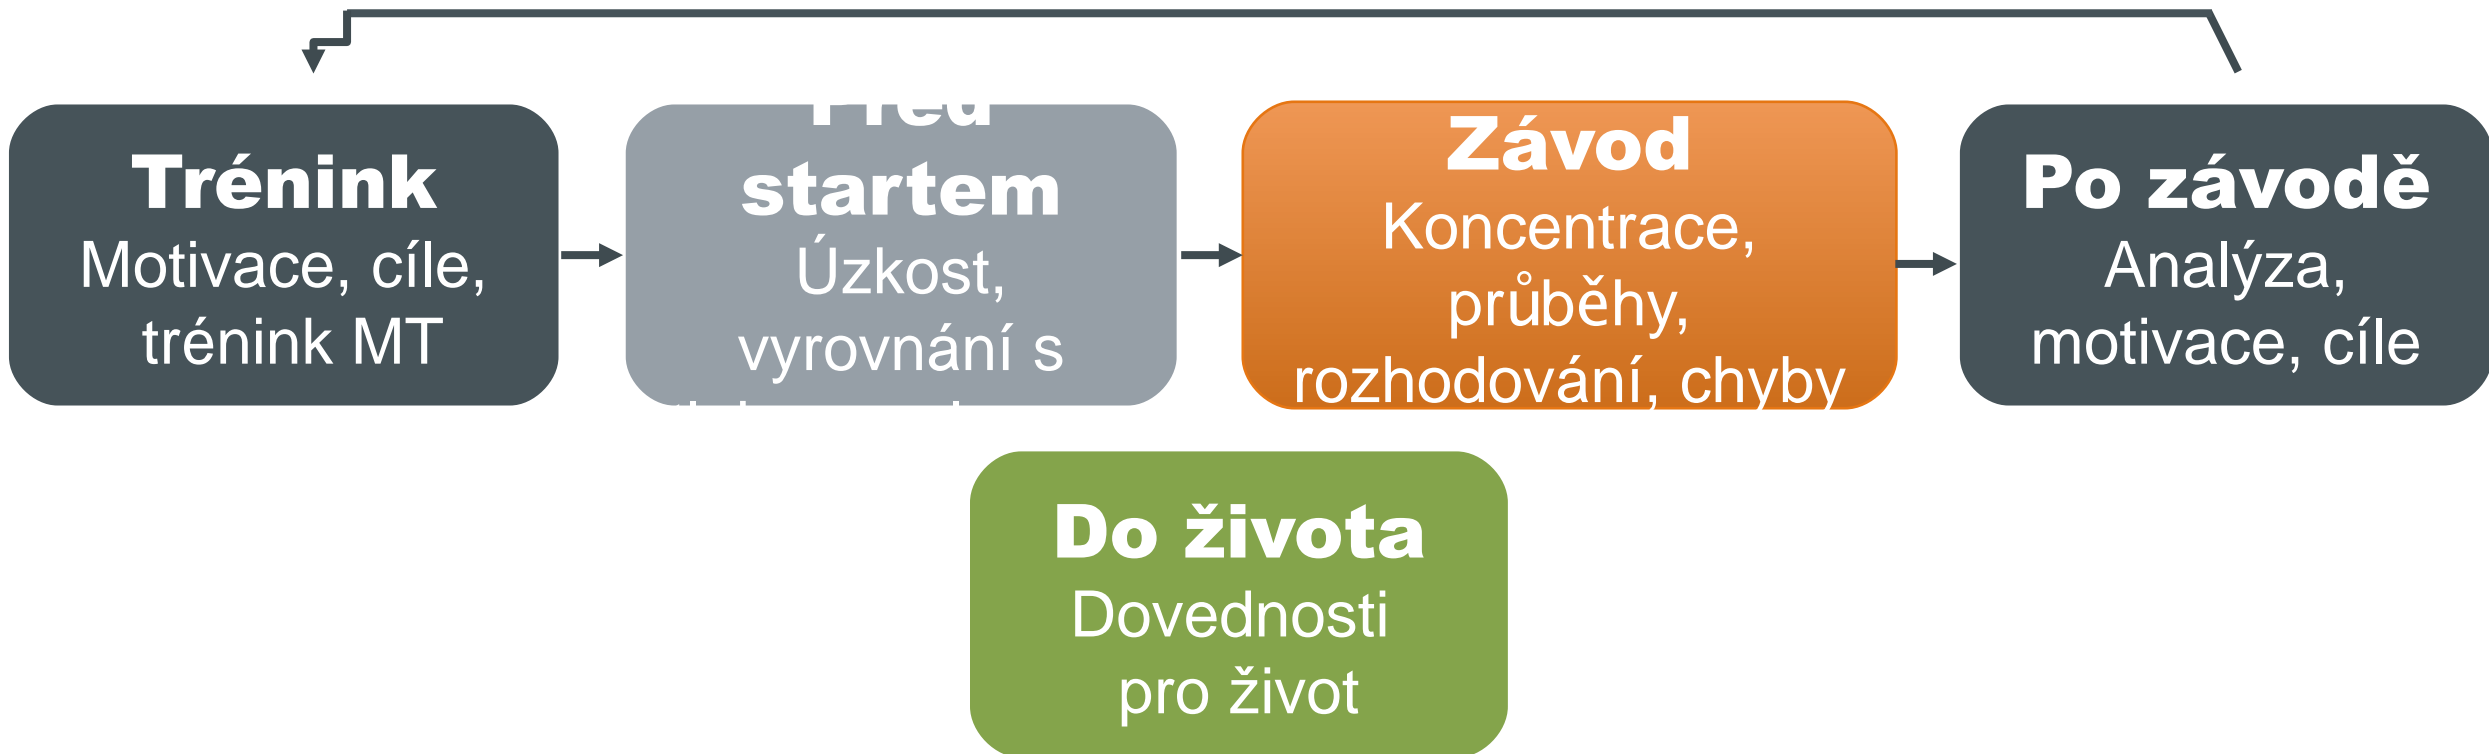 Trénink
Motivace, cíle,
trénink MT
Před
startem
Úzkost,
vyrovnání s
Závod
Koncentrace,
průběhy,
rozhodování, chyby
Po závodě
Analýza,
motivace, cíle
Do života
Dovednosti
pro život